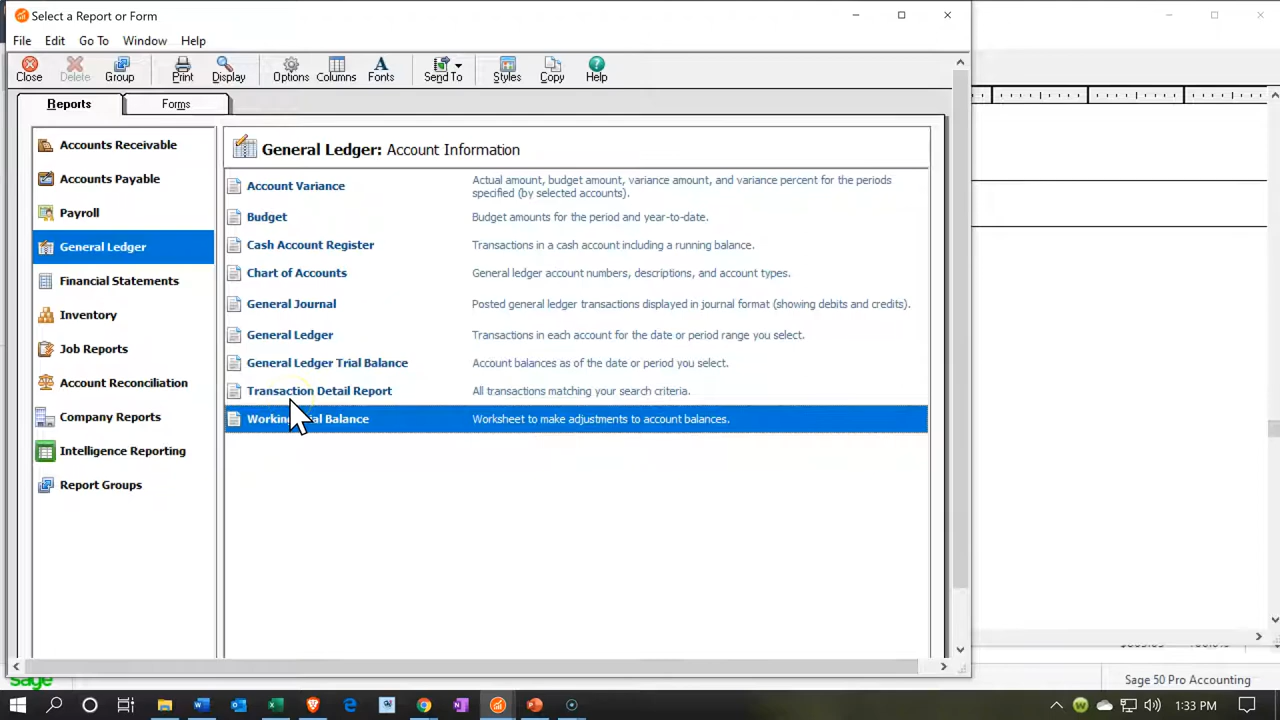 Select a Report or Form
File Edit Go To Window Help
Close Delete Group Print Display Options Columns Fonts Send To Styles Copy Help
Reports Forms
Accounts Receivable
Accounts Payable
Payroll
General Ledger
Financial Statements
Inventory
Job Reports
Account Reconciliation
Company Reports
Intelligence Reporting
Report Groups
General Ledger: Account Information
Account Variance
Actual amount, budget amount, variance amount, and variance percent for the periods
specified (by selected accounts).
Budget
Budget amounts for the period and year-to-date.
Cash Account Register
Transactions in a cash account including a running balance.
Chart of Accounts
General ledger account numbers, descriptions, and account types.
General Journal
Posted general ledger transactions displayed in journal format (showing debits and credits).
General Ledger
Transactions in each account for the date or period range you select.
General Ledger Trial Balance
Account balances as of the date or period you select.
Transaction Detail Report
All transactions matching your search criteria.
Working Trial Balance
Worksheet to make adjustments to account balances.
sage
Sage 50 Pro Accounting
1:33 PM